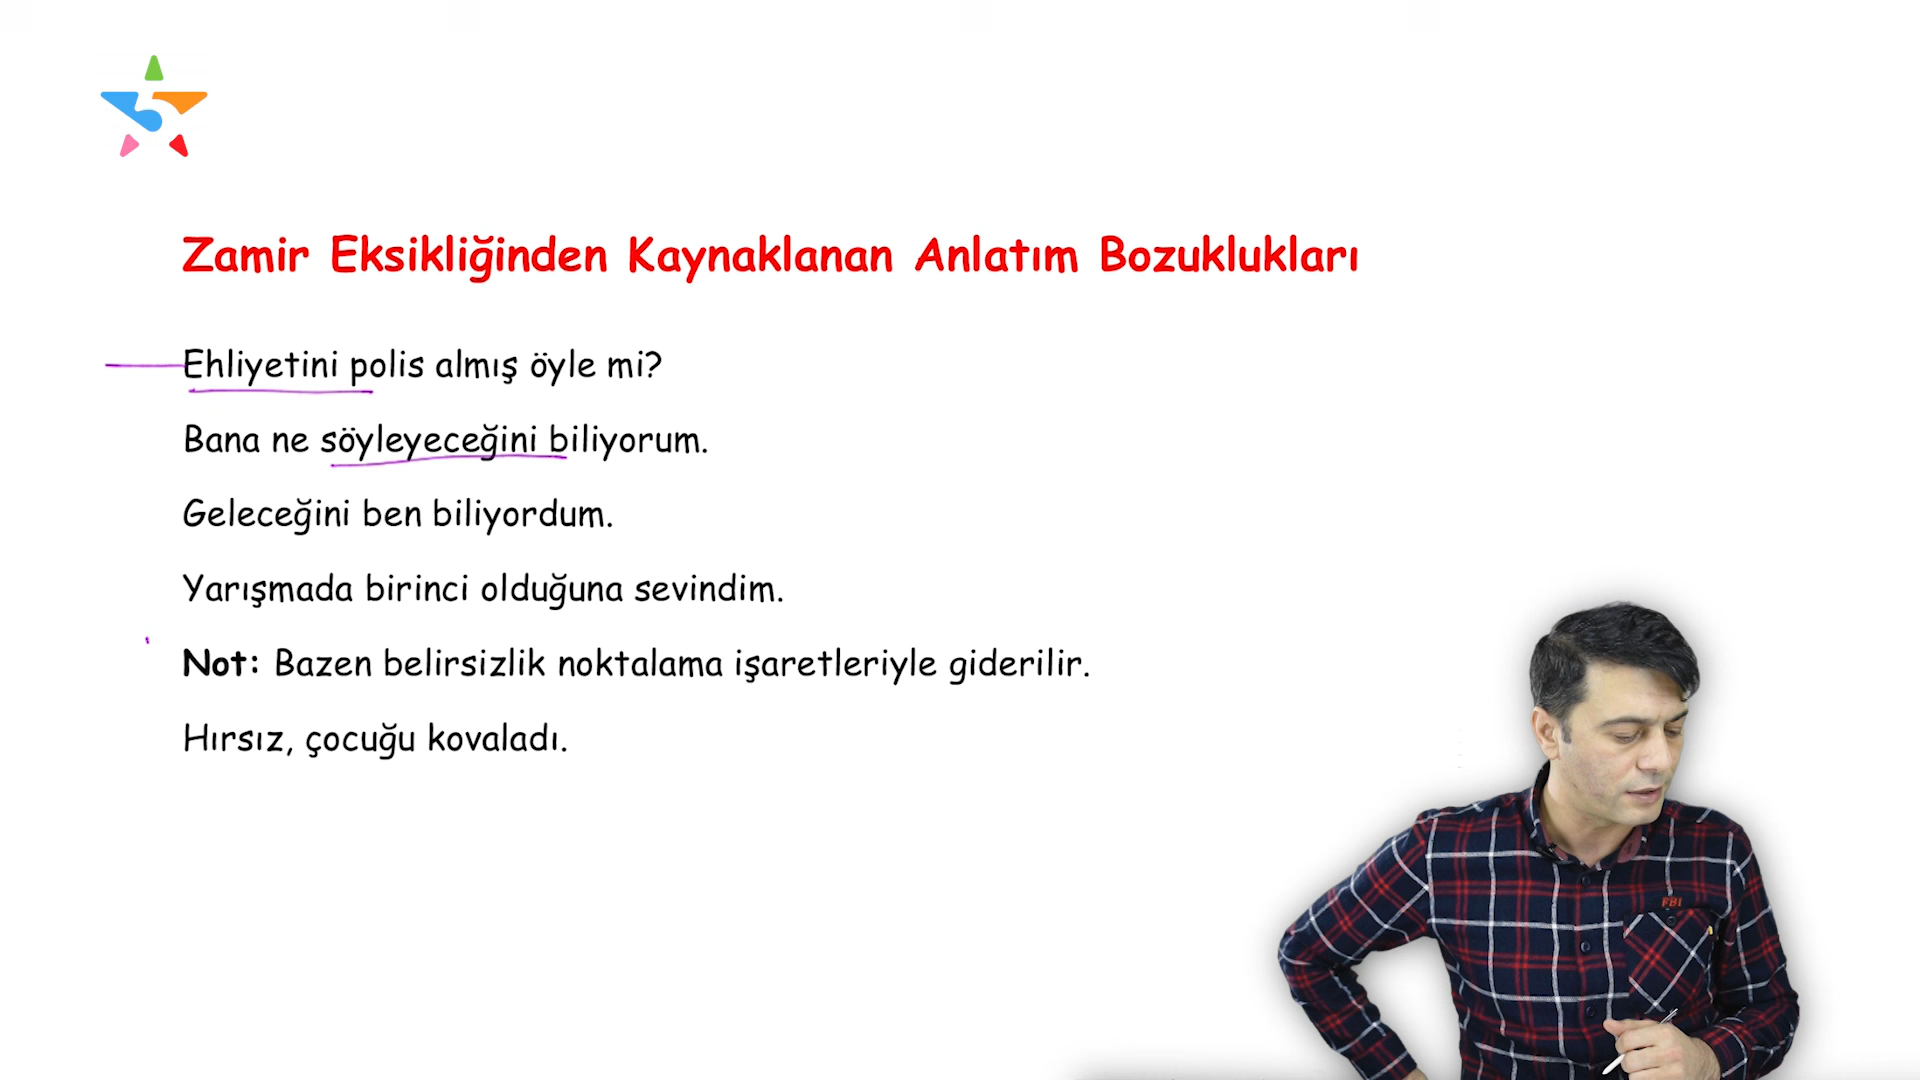 Zamir Eksikliğinden Kaynaklanan Anlatım Bozuklukları
Ehliyetini polis almış öyle mi?
Bana ne söyleyeceğini biliyorum.
Geleceğini ben biliyordum.
Yarışmada birinci olduğuna sevindim.
Not: Bazen belirsizlik noktalama işaretleriyle giderilir.
Hırsız, çocuğu kovaladı.
FBI